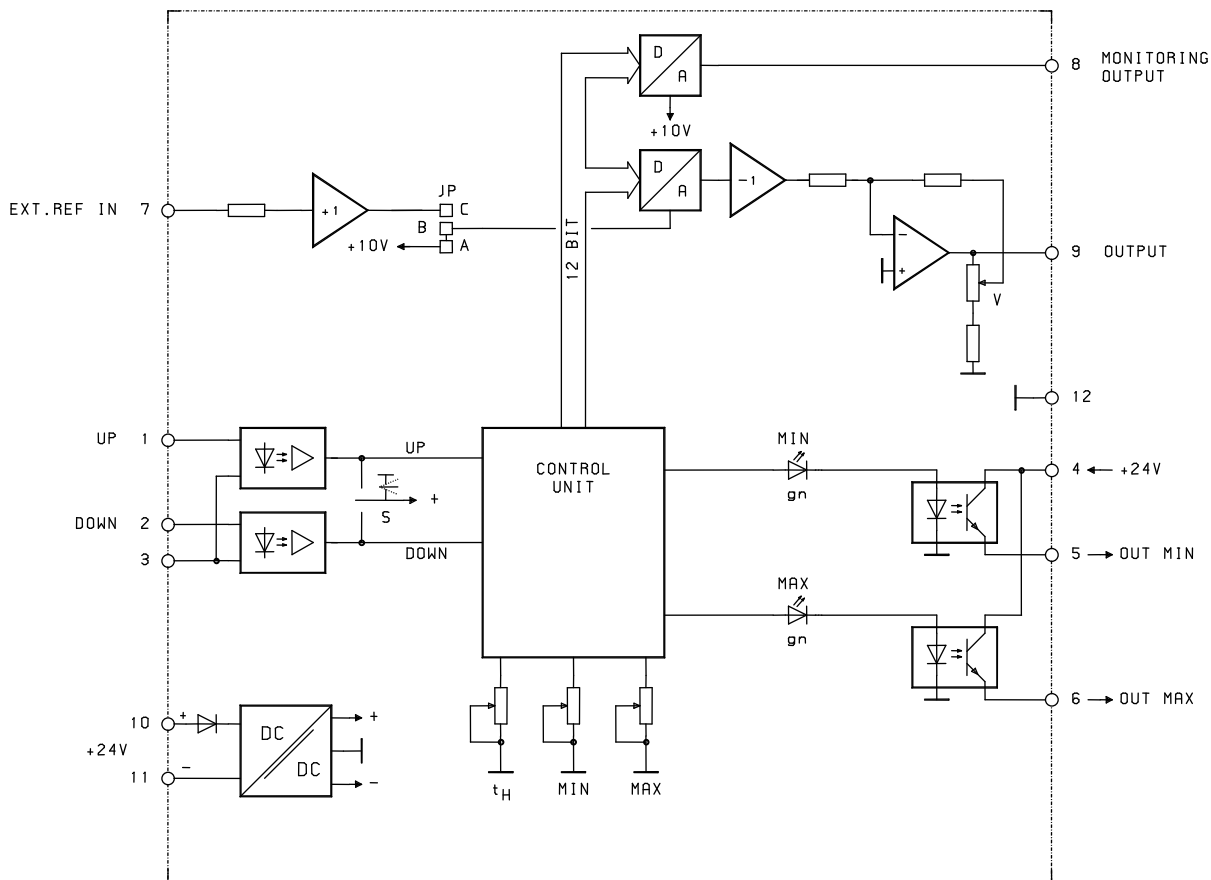 D
A
+10V
8 MONITORING
OUTPUT
D
A
-1
EXT.REF IN 7
+1
JP
C
B
+10V
A
12 BIT
-
+
9 OUTPUT
V
12
UP 1
UP
CONTROL
UNIT
MIN
gn
4 +24V
+
S
DOWN 2
DOWN
3
5 OUT MIN
MAX
gn
6 OUT MAX
10 +
+24V
11 -
DC
DC
+
-
tH
MIN
MAX